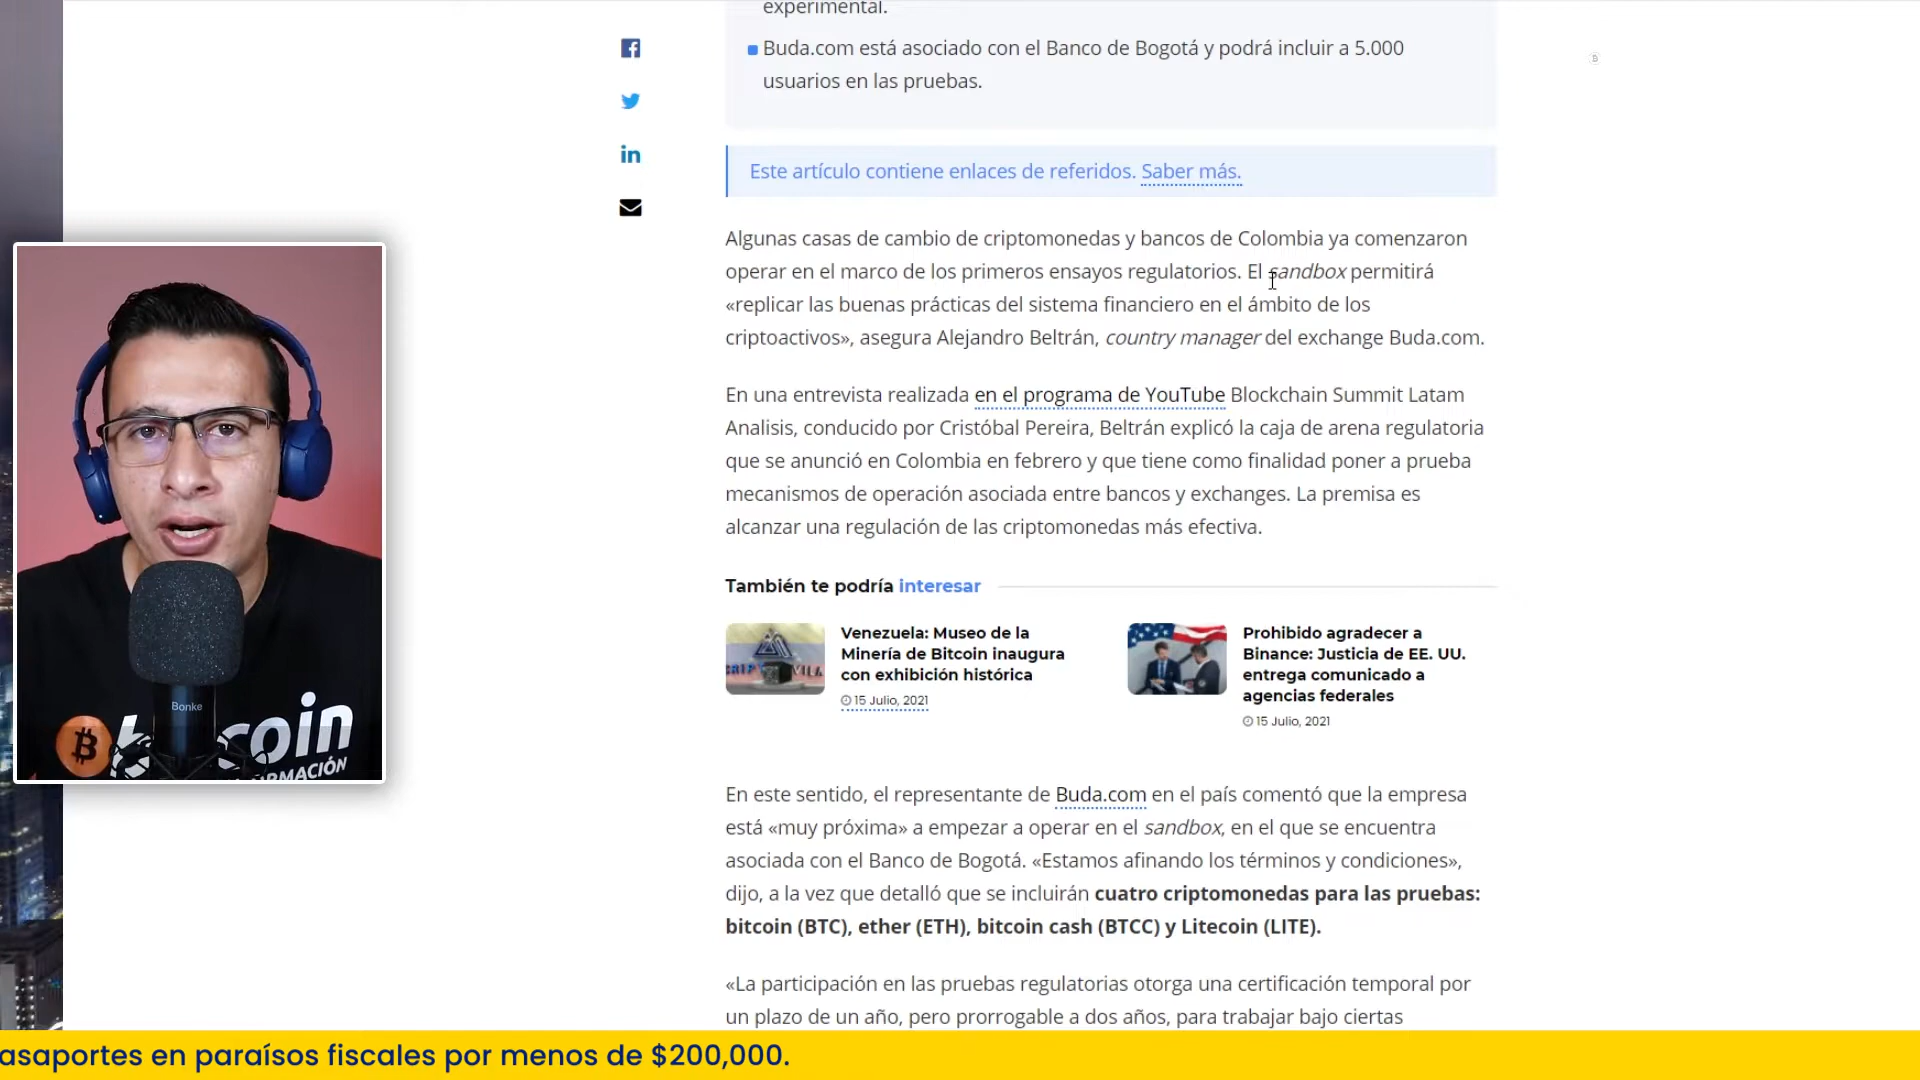 experimental.
Buda.com está asociado con el Banco de Bogotá y podrá incluir a 5.000
usuarios en las pruebas.
Este artículo contiene enlaces de referidos. Saber más.
Algunas casas de cambio de criptomonedas y bancos de Colombia ya comenzaron
operar en el marco de los primeros ensayos regulatorios. El sandbox permitirá
«replicar las buenas prácticas del sistema financiero en el ámbito de los
criptoactivos», asegura Alejandro Beltrán, country manager del exchange Buda.com.
En una entrevista realizada en el programa de YouTube Blockchain Summit Latam
Analisis, conducido por Cristóbal Pereira, Beltrán explicó la caja de arena regulatoria
que se anunció en Colombia en febrero y que tiene como finalidad poner a prueba
mecanismos de operación asociada entre bancos y exchanges. La premisa es
alcanzar una regulación de las criptomonedas más efectiva.
También te podría interesar
Venezuela: Museo de la
Minería de Bitcoin inaugura
con exhibición histórica
15 Julio, 2021
Prohibido agradecer a
Binance: Justicia de EE. UU.
entrega comunicado a
agencias federales
15 Julio, 2021
En este sentido, el representante de Buda.com en el país comentó que la empresa
está «muy próxima» a empezar a operar en el sandbox, en el que se encuentra
asociada con el Banco de Bogotá. «Estamos afinando los términos y condiciones»,
dijo, a la vez que detalló que se incluirán cuatro criptomonedas para las pruebas:
bitcoin (BTC), ether (ETH), bitcoin cash (BTCC) y Litecoin (LITE).
«La participación en las pruebas regulatorias otorga una certificación temporal por
un plazo de un año, pero prorrogable a dos años, para trabajar bajo ciertas
Bonke
asaportes en paraísos fiscales por menos de $200,000.